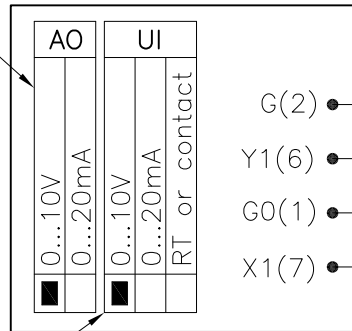 AO
UI
0...10V
0...20mA
0...10V
0...20mA
RT or contact
G(2)
Y1(6)
G0(1)
X1(7)